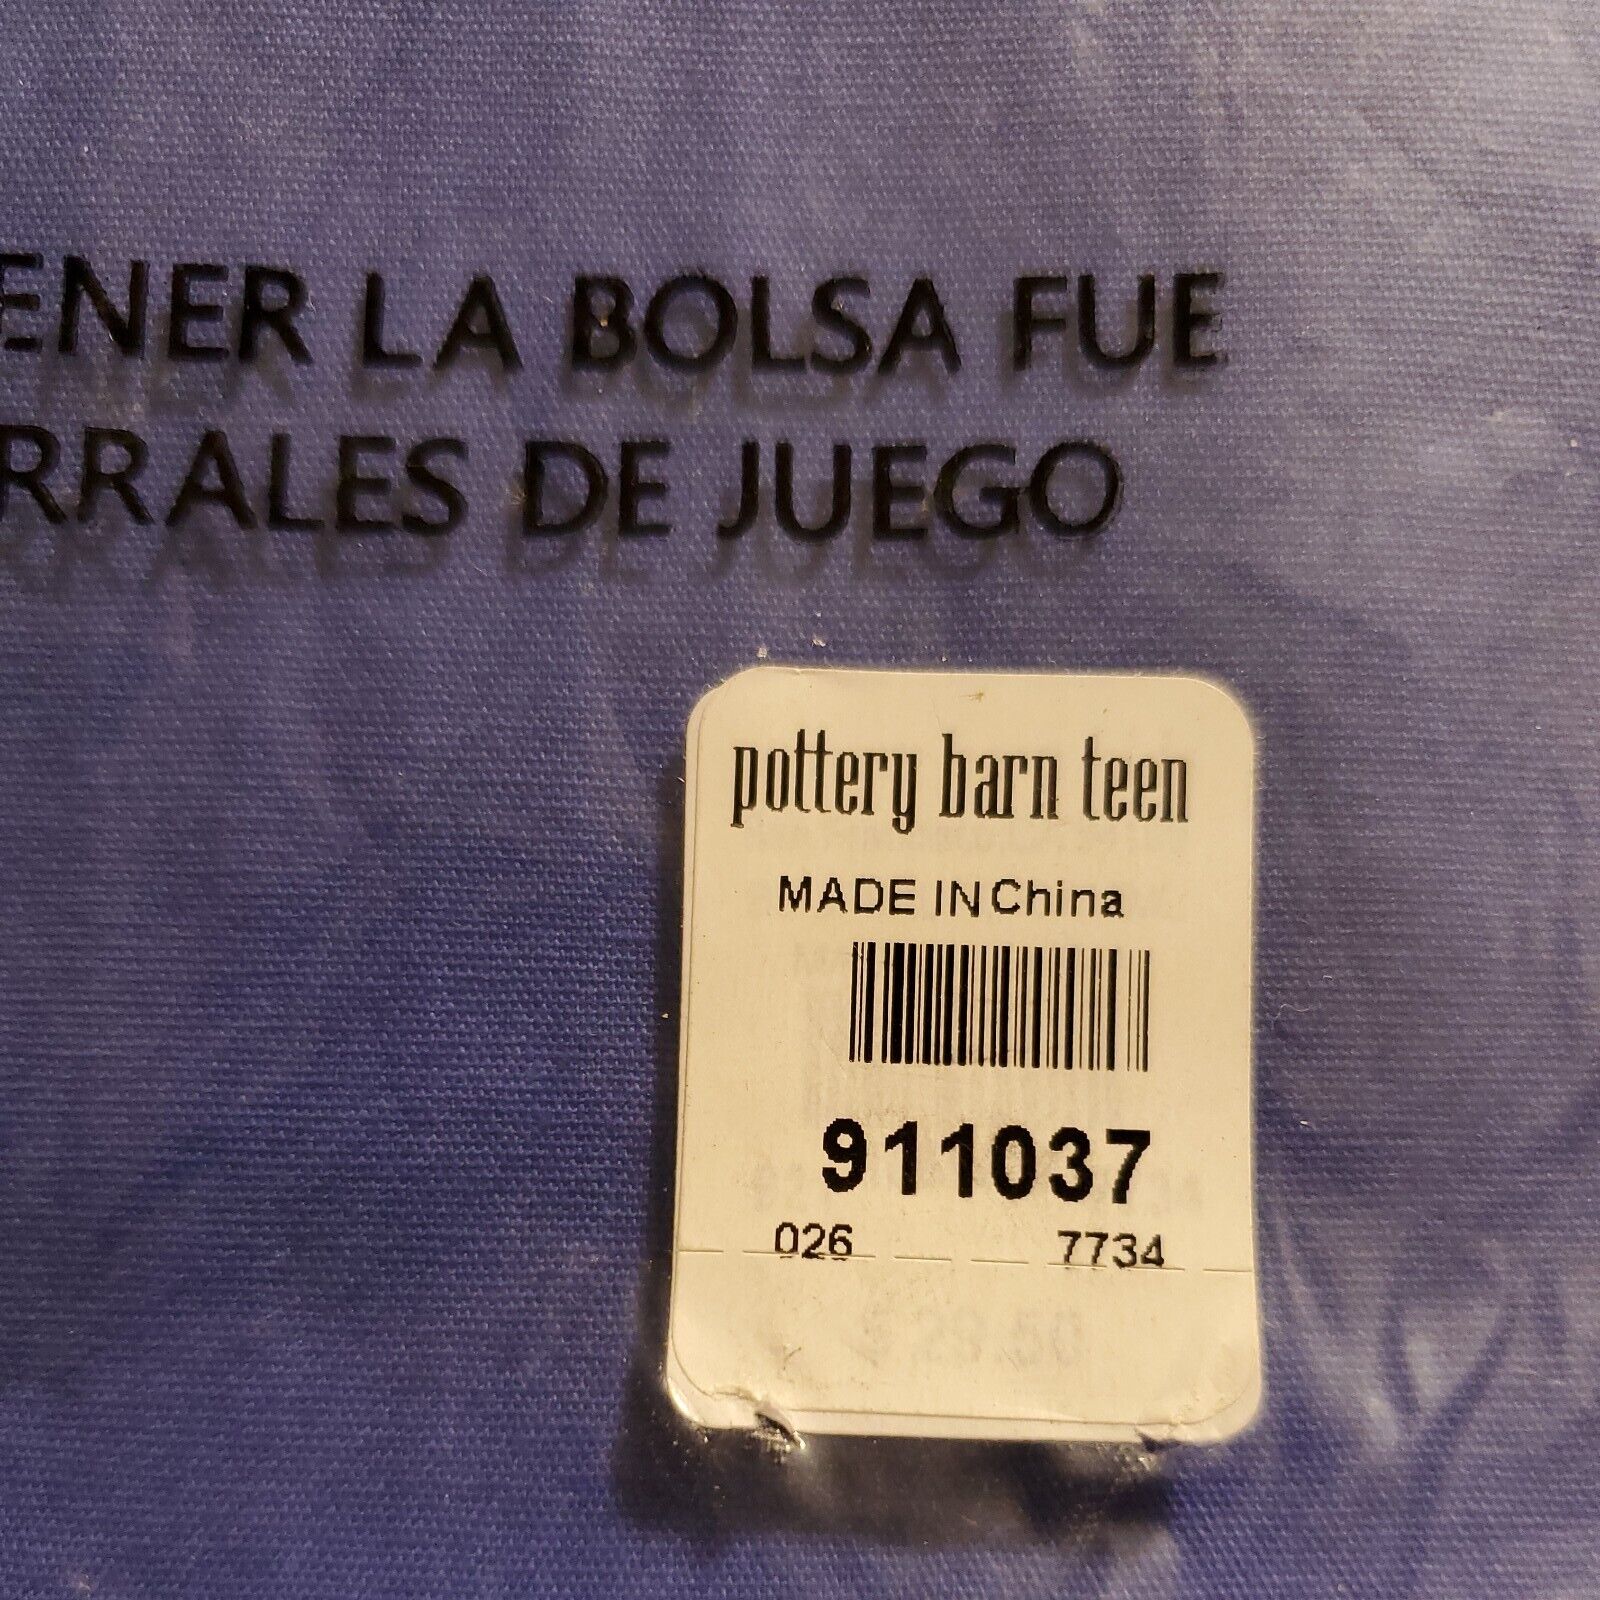 ENER LA BOLSA FUE
RRALES DE JUEGO
pottery barn teen
MADE IN China
911037
026 7734